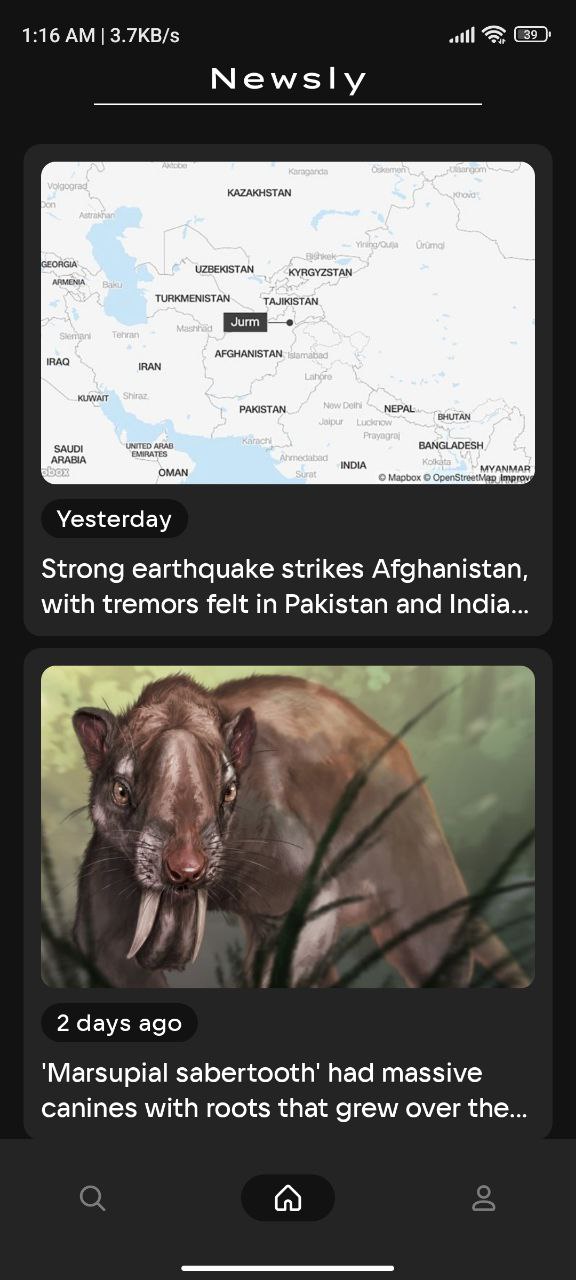 1:16 AM | 3.7KB/s
39
Newsly
Aktobe
Karaganda
Öskemen
Ulaangom
Volgograd
KAZAKHSTAN
Khovd
Don
Astrakhan
Yining/Qulja
Ürümqi
Bishkek
GEORGIA
UZBEKISTAN
KYRGYZSTAN
ARMENIA
Baku
TURKMENISTAN
TAJIKISTAN
Jurm
Mashhad
Tehran
AFGHANISTAN
Islamabad
IRAQ
IRAN
Lahore
KUWAIT
Shiraz
PAKISTAN
New Delhi
NEPAL
BHUTAN
Jaipur
Lucknow
Prayagraj
SAUDI
ARABIA
UNITED ARAB
EMIRATES
Karachi
BANGLADESH
Ahmedabad
INDIA
Kolkata
OMAN
Surat
MYANMAR
obox
© Mapbox © OpenStreetMap Improve
Yesterday
Strong earthquake strikes Afghanistan,
with tremors felt in Pakistan and India...
2 days ago
'Marsupial sabertooth' had massive
canines with roots that grew over the...